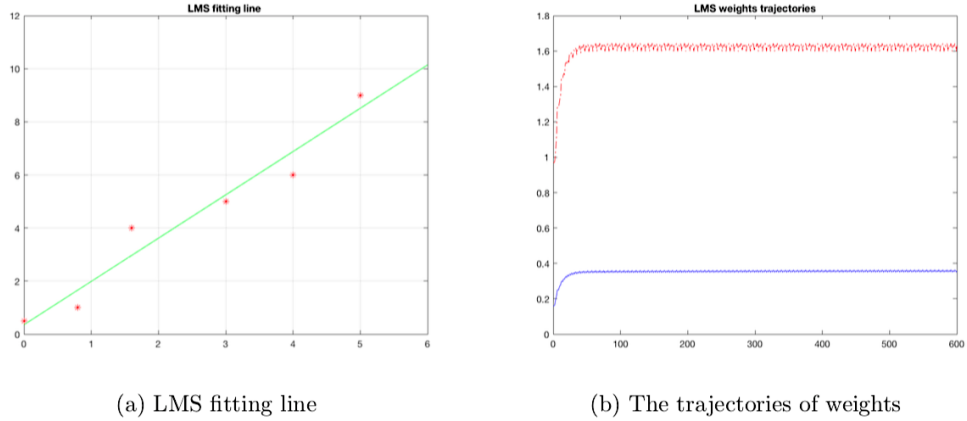 LMS fitting line
12
10
8
6
4
2
0
0 1 2 3 4 5 6
(a) LMS fitting line
LMS weights trajectories
1.8
1.6
1.4
1.2
1
0.8
0.6
0.4
0.2
0
0 100 200 300 400 500 600
(b) The trajectories of weights